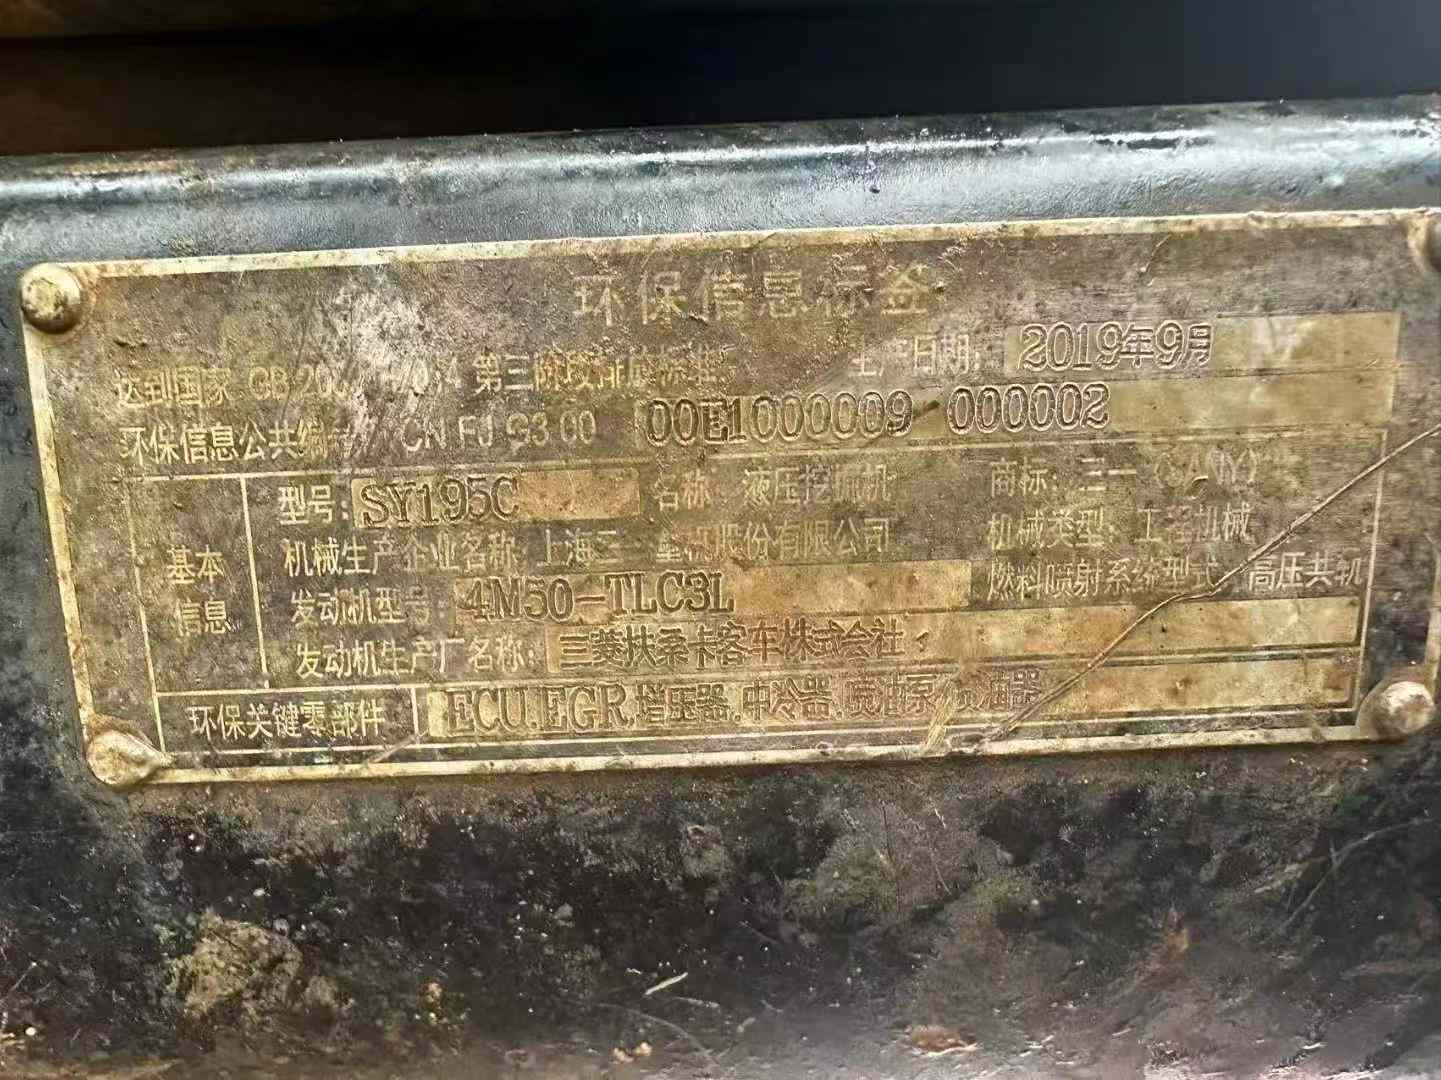 环保信息标签
达到国家 GB 20 第三阶段排放标准 生产日期: 2019年9月
环保信息公共编 CN FJ G3 00 00E1000009 000002
基本信息
型号: SY195C 名称 液压挖掘机 商标: 三一
机械生产企业名称 上海三一重机股份有限公司 机械类型: 工程机械
发动机型号 4M50-TLC3L 燃料喷射系统型式 高压共轨
发动机生产厂名称: 三菱扶桑卡客车株式会社
环保关键零部件 ECU.EGR.增压器.中冷器.喷油泵 喷油器